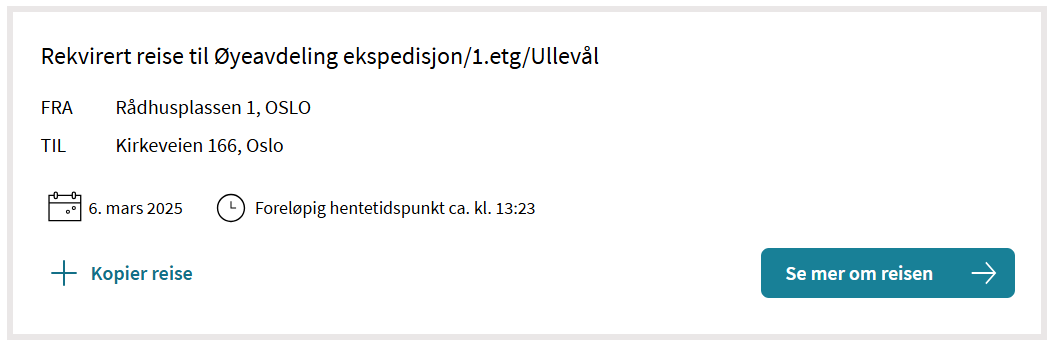 Rekvirert reise til Øyeavdeling ekspedisjon/1.etg/Ullevål
FRA Rådhusplassen 1, OSLO
TIL Kirkeveien 166, Oslo
6. mars 2025 Foreløpig hentetidspunkt ca. kl. 13:23
Kopier reise Se mer om reisen